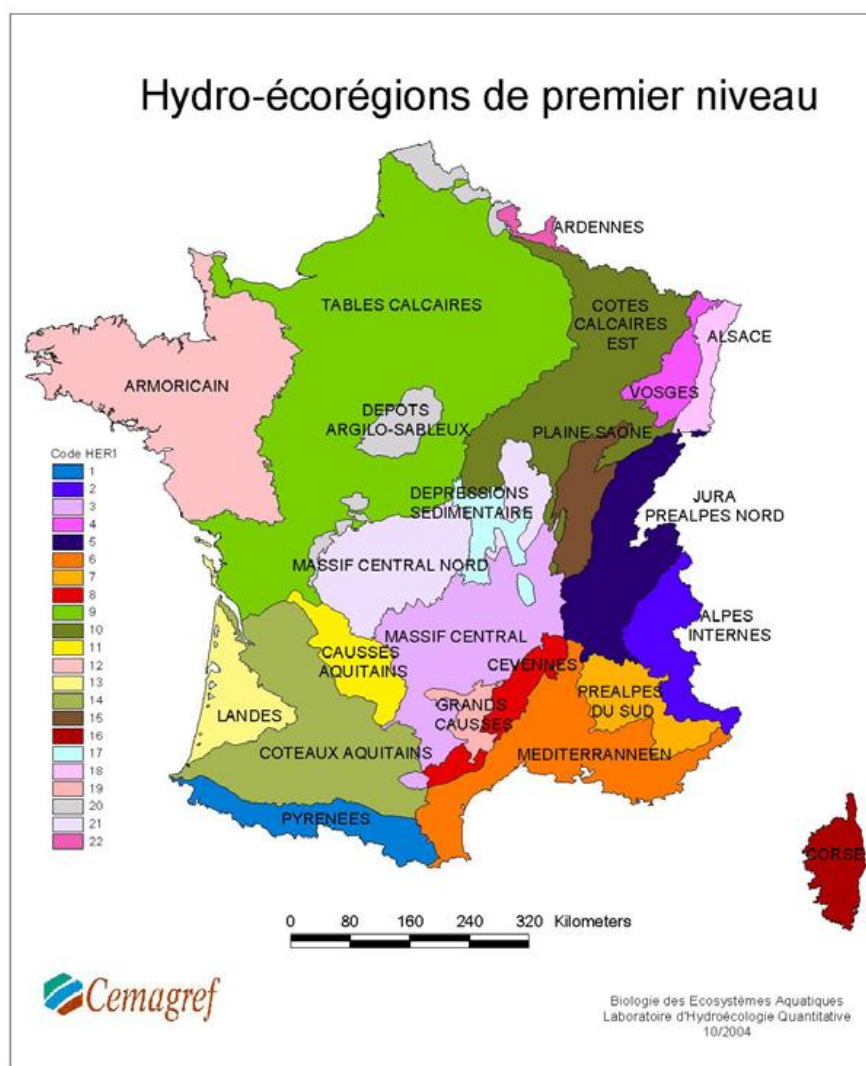 Hydro-écorégions de premier niveau
ARDENNES
TABLES CALCAIRES
COTES
CALCAIRES
EST
ALSACE
ARMORICAIN
VOSGES
DEPOTS
ARGILO-SABLEUX
PLAINE SAONE
DEPRESSIONS
SEDIMENTAIRE
JURA
PREALPES NORD
MASSIF CENTRAL NORD
ALPES
INTERNES
MASSIF CENTRAL
CAUSSES
AQUITAINS
CEVENNES
PREALPES
DU SUD
GRANDS
CAUSSES
LANDES
COTEAUX AQUITAINS
MEDITERRANNEEN
PYRENEES
CORSE
Code HER1
1
2
3
4
5
6
7
8
9
10
11
12
13
14
15
16
17
18
19
20
21
22
0 80 160 240 320 Kilometers
Cemagref
Biologie des Ecosystèmes Aquatiques
Laboratoire d'Hydroécologie Quantitative
10/2004